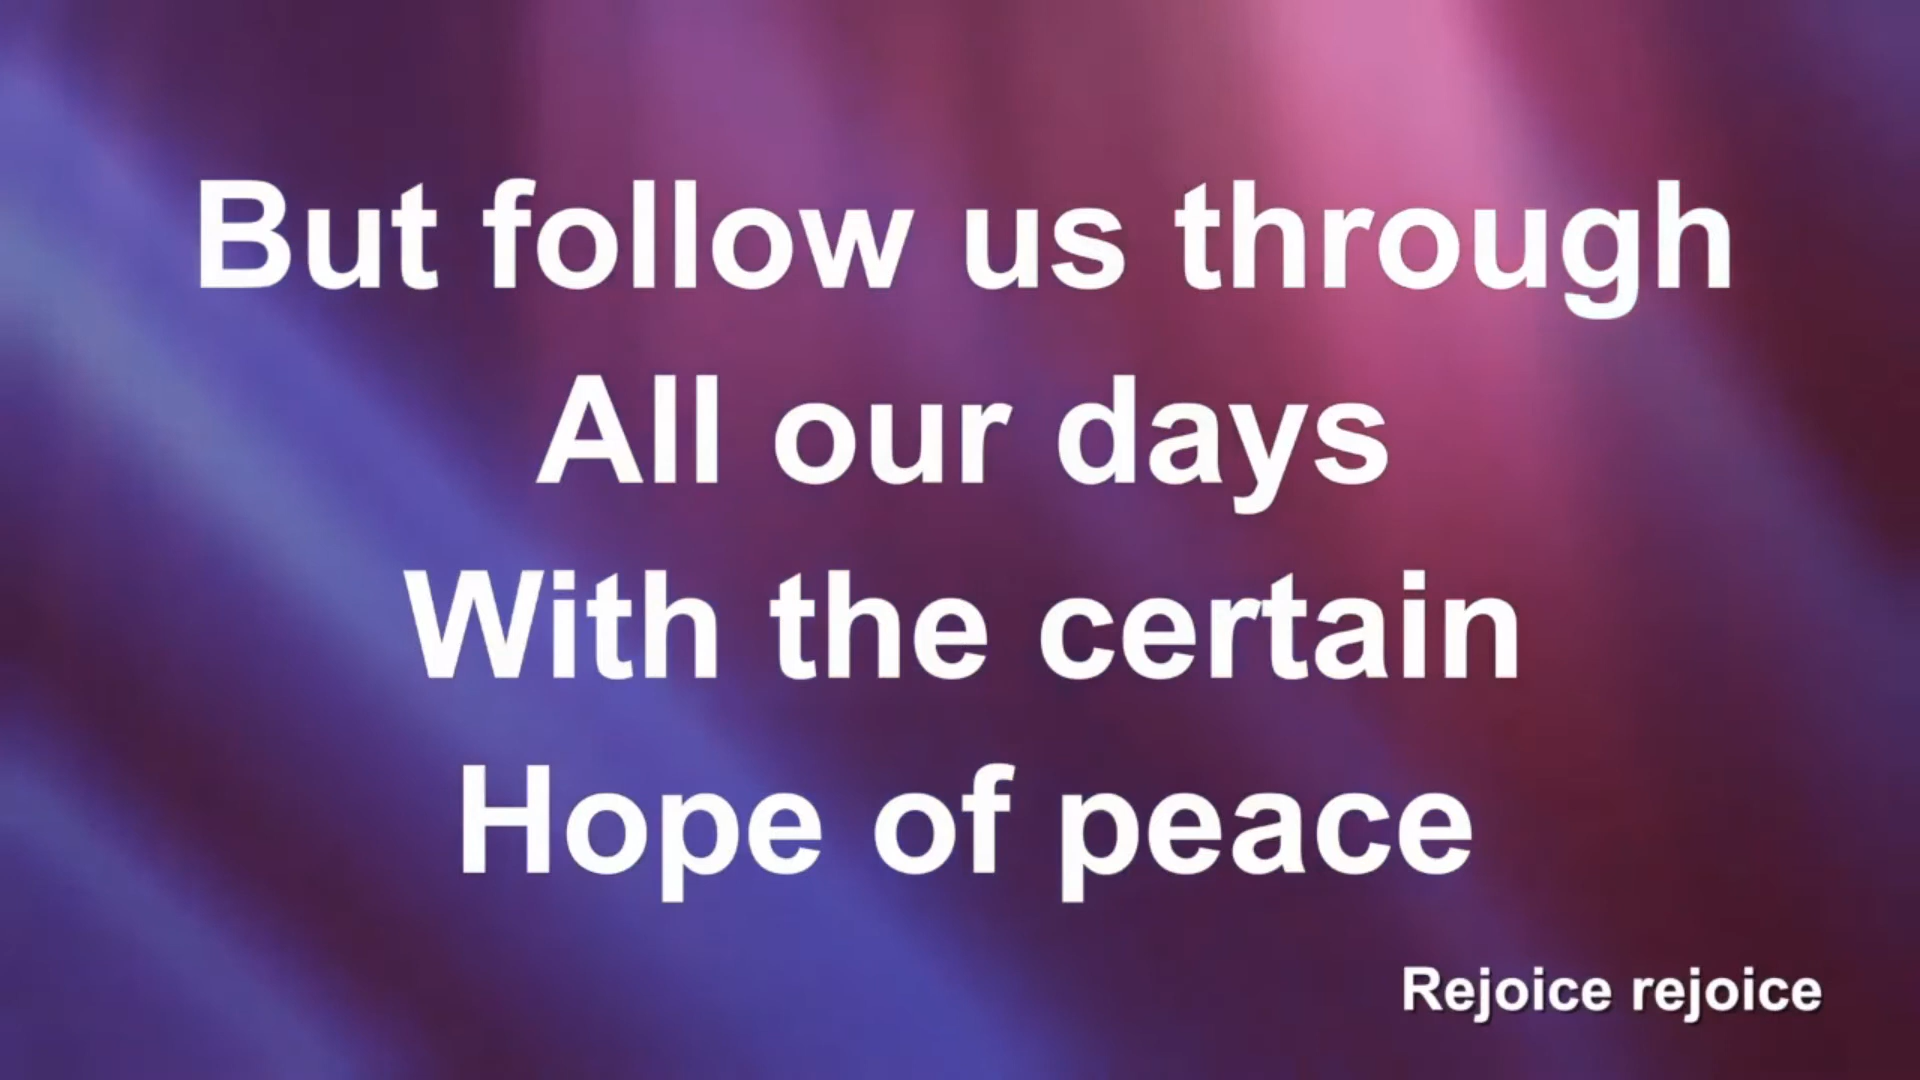 But follow us through
All our days
With the certain
Hope of peace
Rejoice rejoice